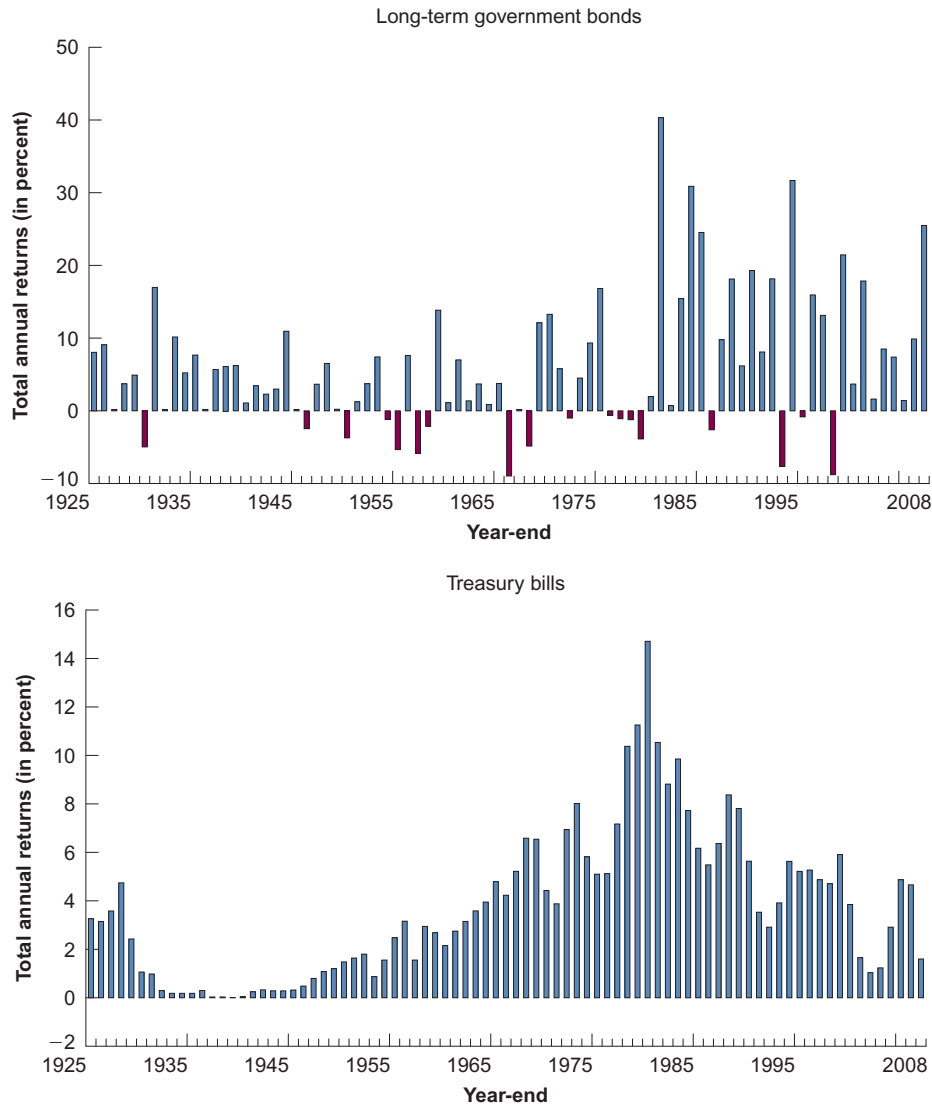 Long-term government bonds
50
40
30
20
10
0
−10
Total annual returns (in percent)
1925 1935 1945 1955 1965 1975 1985 1995 2008
Year-end
Treasury bills
16
14
12
10
8
6
4
2
0
−2
Total annual returns (in percent)
1925 1935 1945 1955 1965 1975 1985 1995 2008
Year-end